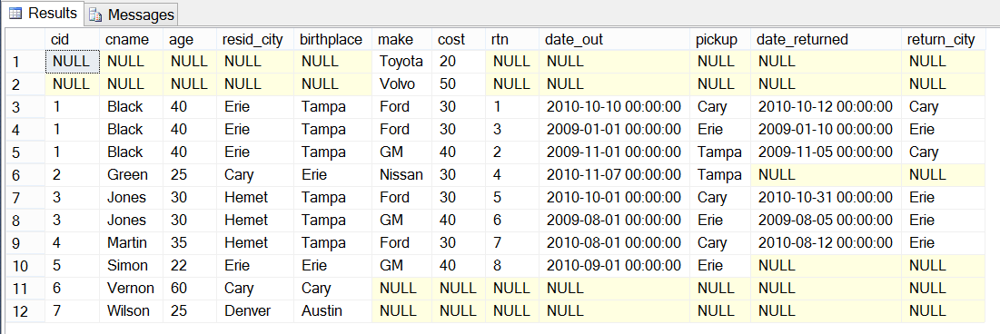 Results Messages
cid cname age resid_city birthplace make cost rtn date_out pickup date_returned return_city
1 NULL NULL NULL NULL NULL Toyota 20 NULL NULL NULL NULL NULL
2 NULL NULL NULL NULL NULL Volvo 50 NULL NULL NULL NULL NULL
3 1 Black 40 Erie Tampa Ford 30 1 2010-10-10 00:00:00 Cary 2010-10-12 00:00:00 Cary
4 1 Black 40 Erie Tampa Ford 30 3 2009-01-01 00:00:00 Erie 2009-01-10 00:00:00 Erie
5 1 Black 40 Erie Tampa GM 40 2 2009-11-01 00:00:00 Tampa 2009-11-05 00:00:00 Cary
6 2 Green 25 Cary Erie Nissan 30 4 2010-11-07 00:00:00 Tampa NULL NULL
7 3 Jones 30 Hemet Tampa Ford 30 5 2010-10-01 00:00:00 Cary 2010-10-31 00:00:00 Erie
8 3 Jones 30 Hemet Tampa GM 40 6 2009-08-01 00:00:00 Erie 2009-08-05 00:00:00 Erie
9 4 Martin 35 Hemet Tampa Ford 30 7 2010-08-01 00:00:00 Cary 2010-08-12 00:00:00 Erie
10 5 Simon 22 Erie Erie GM 40 8 2010-09-01 00:00:00 Erie NULL NULL
11 6 Vernon 60 Cary Cary NULL NULL NULL NULL NULL NULL NULL
12 7 Wilson 25 Denver Austin NULL NULL NULL NULL NULL NULL NULL